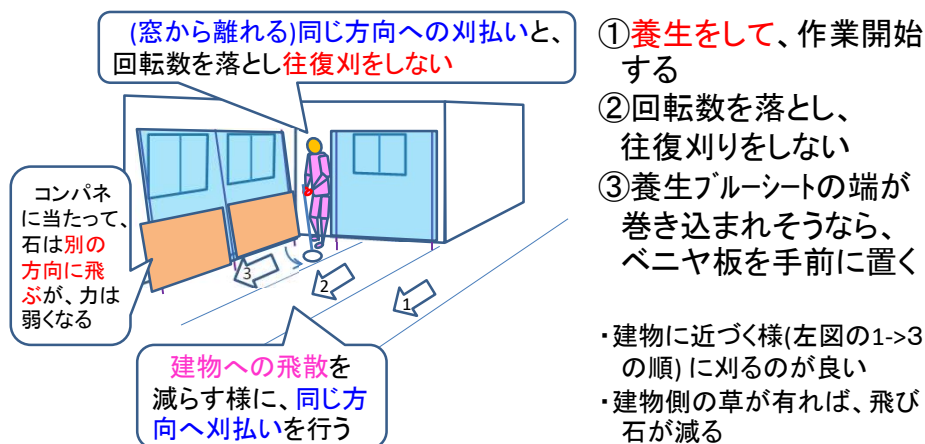 (窓から離れる)同じ方向への刈払いと、
回転数を落とし往復刈をしない
コンパネ
に当たって、
石は別の
方向に飛
ぶが、力は
弱くなる
3
2
1
建物への飛散を
減らす様に、同じ方
向へ刈払いを行う
①養生をして、作業開始
する
②回転数を落とし、
往復刈りをしない
③養生ﾌﾞﾙｰｼｰﾄの端が
巻き込まれそうなら、
ベニヤ板を手前に置く
・建物に近づく様(左図の1->3
の順) に刈るのが良い
・建物側の草が有れば、飛び
石が減る